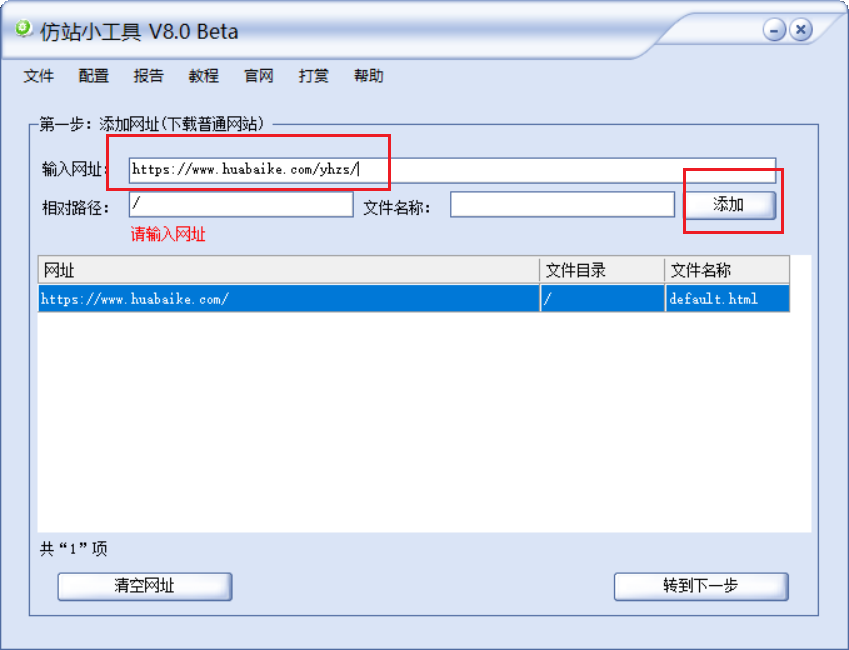 仿站小工具 V8.0 Beta
文件 配置 报告 教程 官网 打赏 帮助
第一步：添加网址(下载普通网站)
输入网址： https://www.huabaike.com/yhzs/
相对路径： / 文件名称： 添加
请输入网址
网址 文件目录 文件名称
https://www.huabaike.com/ / default.html
共“1”项
清空网址 转到下一步